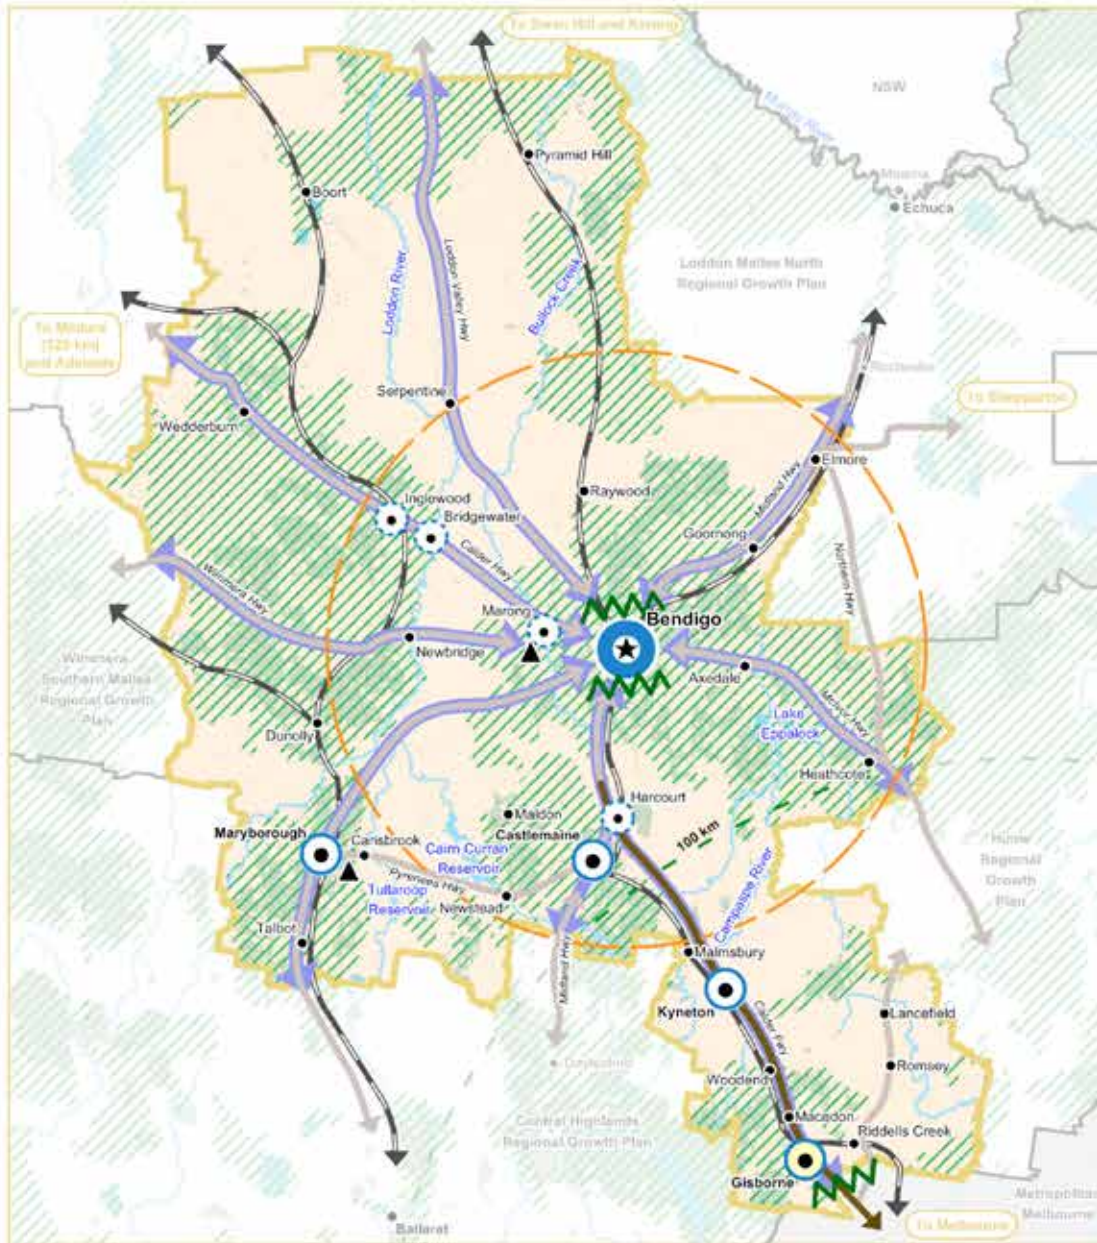 To Swan Hill and Kerang
NSW
Murray River
Pyramid Hill
Moama
Echuca
Boort
Loddon River
Loddon Valley Hwy
Bullock Creek
Loddon Mallee North
Regional Growth Plan
To Mildura
and Adelaide
Rochester
To Shepparton
Serpentine
Wedderburn
Elmore
Inglewood
Bridgewater
Raywood
Midland Hwy
Goornong
Calder Hwy
Northern Hwy
Wimmera Hwy
Marong
Bendigo
Newbridge
Axedale
McIvor Hwy
Wimmera
Southern Mallee
Regional Growth
Plan
Dunolly
Lake
Eppalock
Heathcote
Harcourt
Maldon
Castlemaine
100 km
Maryborough
Carisbrook
Cairn Curran
Reservoir
Pyrenees Hwy
Tullaroop
Reservoir
Newstead
Campaspe River
Hume
Regional
Growth
Plan
Talbot
Midland Hwy
Malmsbury
Kyneton
Calder Fwy
Lancefield
Daylesford
Woodend
Romsey
Macedon
Central Highlands
Regional Growth Plan
Riddells Creek
Gisborne
Metropolitan
Melbourne
Ballarat
To Melbourne